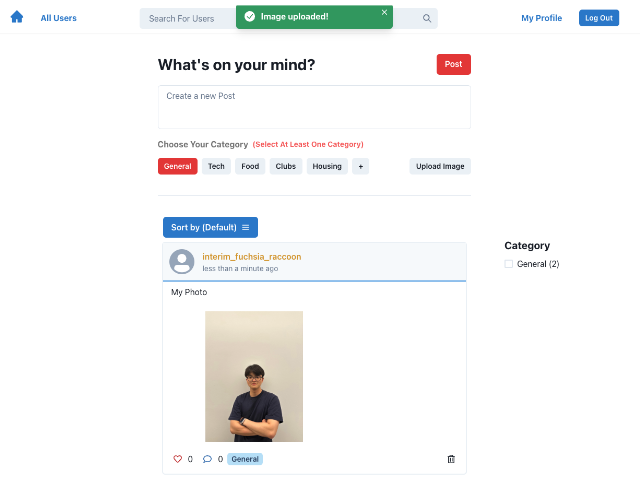 All Users
Search For Users
Image uploaded!
My Profile
Log Out
What's on your mind?
Post
Create a new Post
Choose Your Category (Select At Least One Category)
General
Tech
Food
Clubs
Housing
+
Upload Image
Sort by (Default)
interim_fuchsia_raccoon
less than a minute ago
My Photo
0
0
General
Category
General (2)